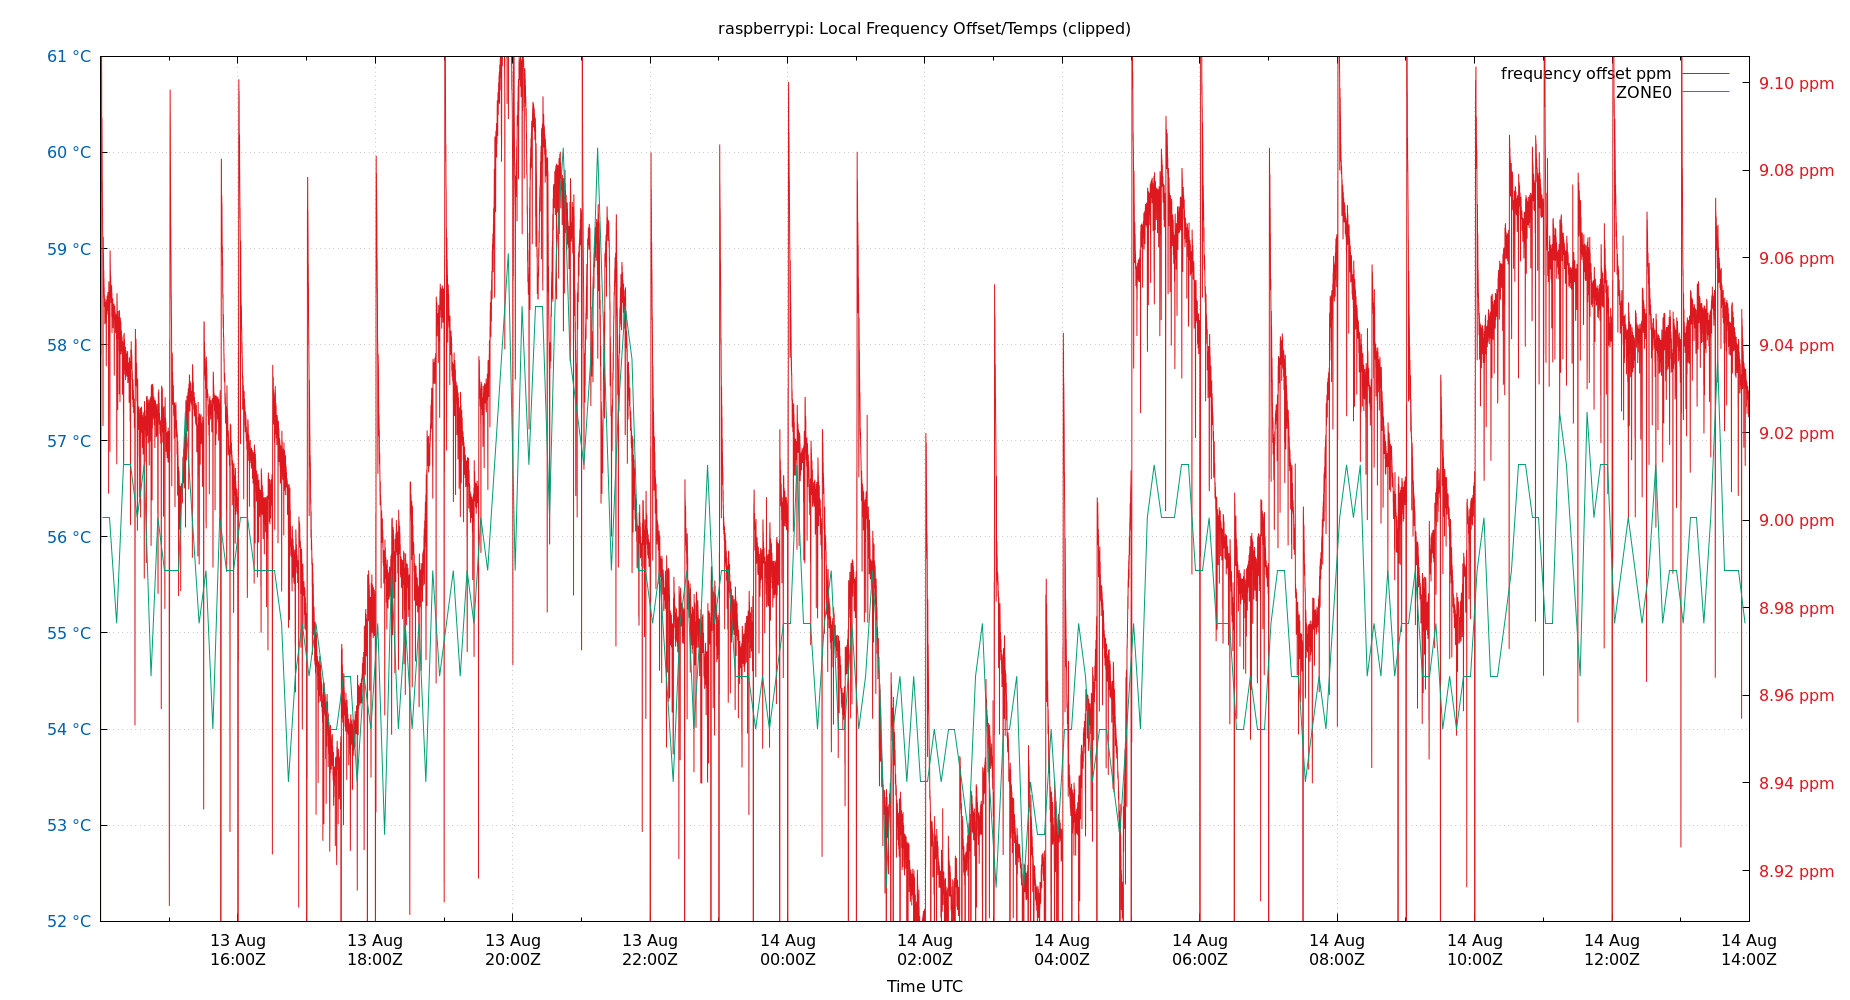 raspberrypi: Local Frequency Offset/Temps (clipped)
frequency offset ppm
ZONE0
61 °C
60 °C
59 °C
58 °C
57 °C
56 °C
55 °C
54 °C
53 °C
52 °C
9.10 ppm
9.08 ppm
9.06 ppm
9.04 ppm
9.02 ppm
9.00 ppm
8.98 ppm
8.96 ppm
8.94 ppm
8.92 ppm
13 Aug
16:00Z
13 Aug
18:00Z
13 Aug
20:00Z
13 Aug
22:00Z
14 Aug
00:00Z
14 Aug
02:00Z
14 Aug
04:00Z
14 Aug
06:00Z
14 Aug
08:00Z
14 Aug
10:00Z
14 Aug
12:00Z
14 Aug
14:00Z
Time UTC